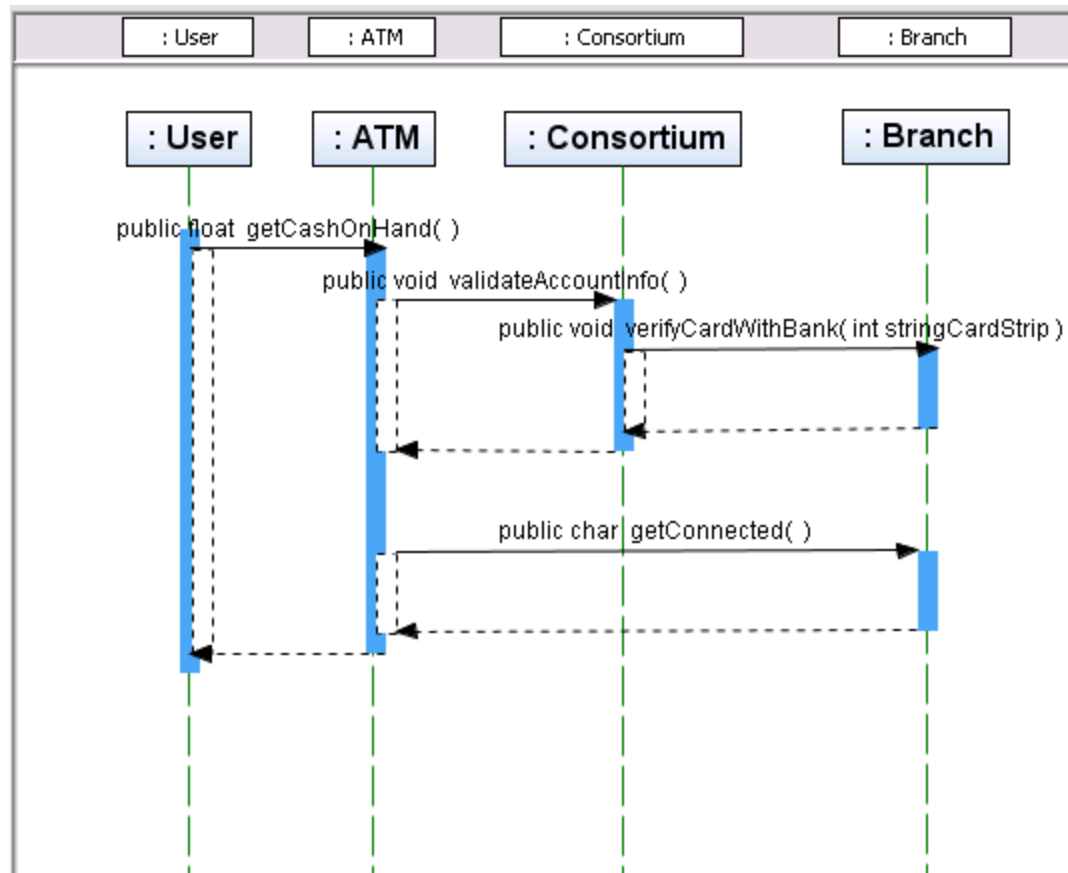 : User : ATM : Consortium : Branch
: User : ATM : Consortium : Branch
public float getCashOnHand( )
public void validateAccountInfo( )
public void verifyCardWithBank( int stringCardStrip )
public char getConnected( )